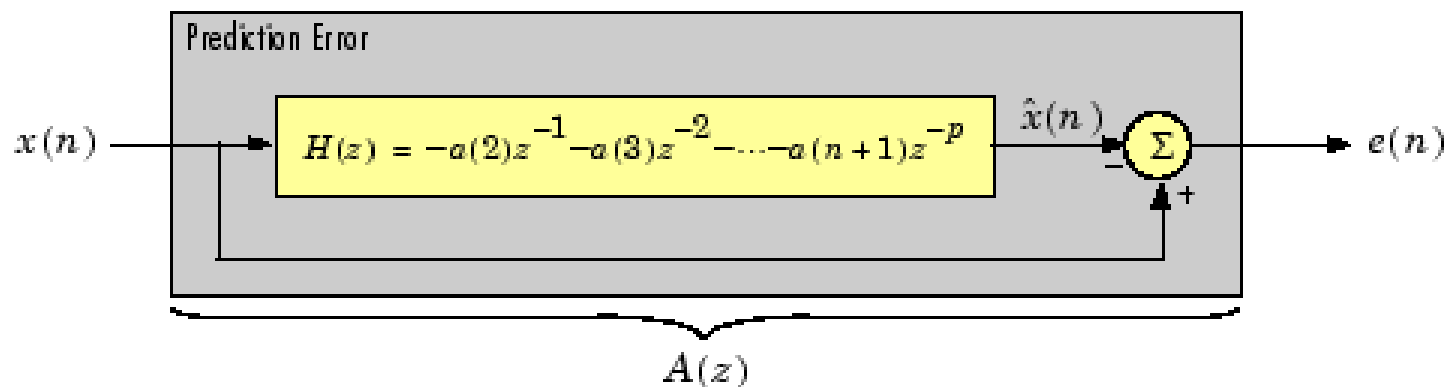 Prediction Error
x(n)
H(z) = -a(2)z^{-1}-a(3)z^{-2}-···-a(n+1)z^{-p}
x̂(n)
Σ
e(n)
-
+
A(z)